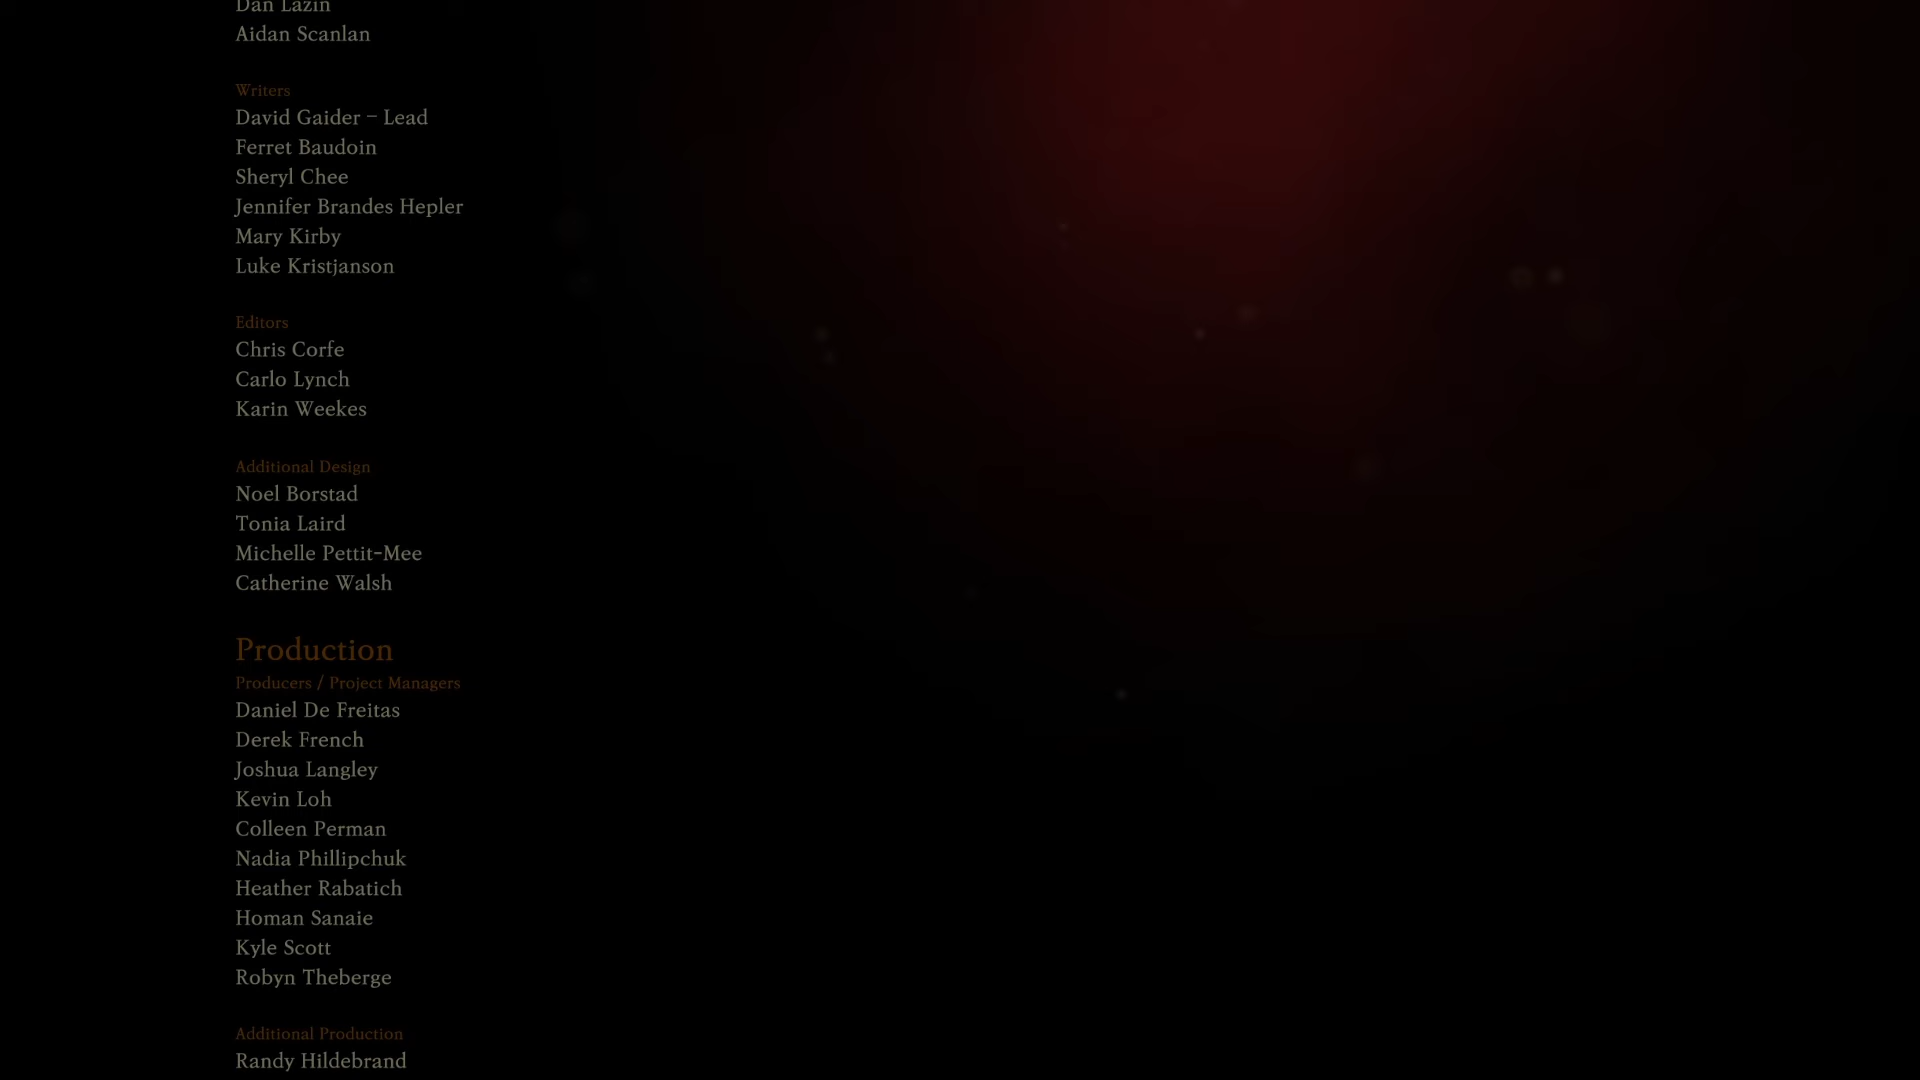 Dan Lazin
Aidan Scanlan
Writers
David Gaider – Lead
Ferret Baudoin
Sheryl Chee
Jennifer Brandes Hepler
Mary Kirby
Luke Kristjanson
Editors
Chris Corfe
Carlo Lynch
Karin Weekes
Additional Design
Noel Borstad
Tonia Laird
Michelle Pettit-Mee
Catherine Walsh
Production
Producers / Project Managers
Daniel De Freitas
Derek French
Joshua Langley
Kevin Loh
Colleen Perman
Nadia Phillipchuk
Heather Rabatich
Homan Sanaie
Kyle Scott
Robyn Theberge
Additional Production
Randy Hildebrand